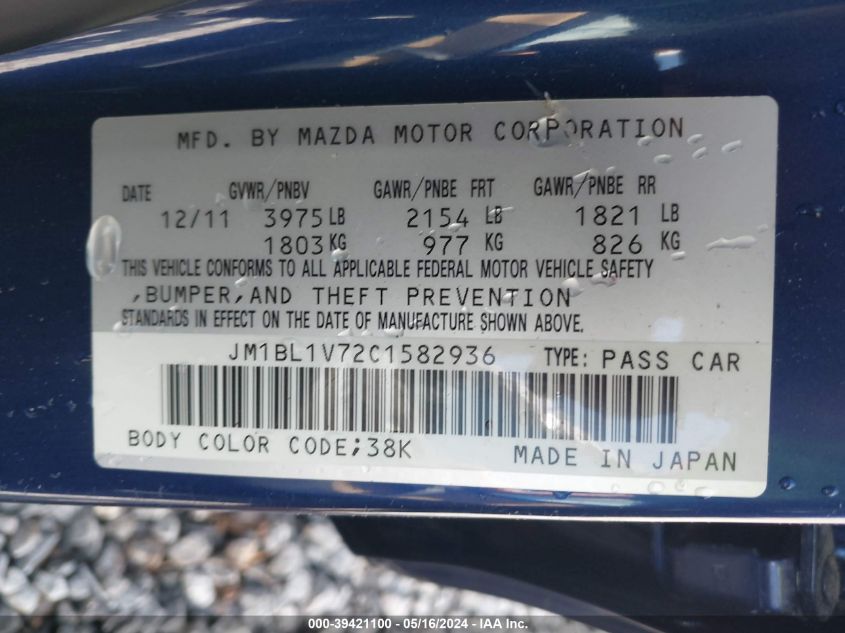 MFD. BY MAZDA MOTOR CORPORATION
DATE GVWR/PNBV GAWR/PNBE FRT GAWR/PNBE RR
12/11 3975 LB 2154 LB 1821 LB
1803 KG 977 KG 826 KG
THIS VEHICLE CONFORMS TO ALL APPLICABLE FEDERAL MOTOR VEHICLE SAFETY
,BUMPER,AND THEFT PREVENTION
STANDARDS IN EFFECT ON THE DATE OF MANUFACTURE SHOWN ABOVE.
JM1BL1V72C1582936 TYPE: PASS CAR
BODY COLOR CODE;38K MADE IN JAPAN
000-39421100 - 05/16/2024 - IAA Inc.